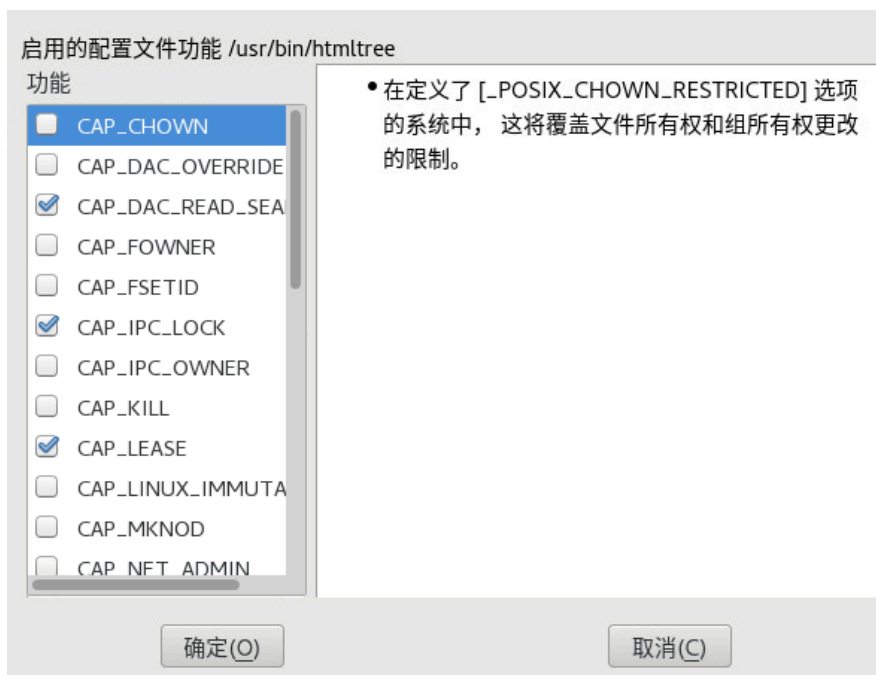 启用的配置文件功能 /usr/bin/htmltree
功能
CAP_CHOWN
CAP_DAC_OVERRIDE
CAP_DAC_READ_SEA
CAP_FOWNER
CAP_FSETID
CAP_IPC_LOCK
CAP_IPC_OWNER
CAP_KILL
CAP_LEASE
CAP_LINUX_IMMUTA
CAP_MKNOD
CAP_NET_ADMIN
•在定义了 [_POSIX_CHOWN_RESTRICTED] 选项
的系统中， 这将覆盖文件所有权和组所有权更改
的限制。
确定(O)
取消(C)